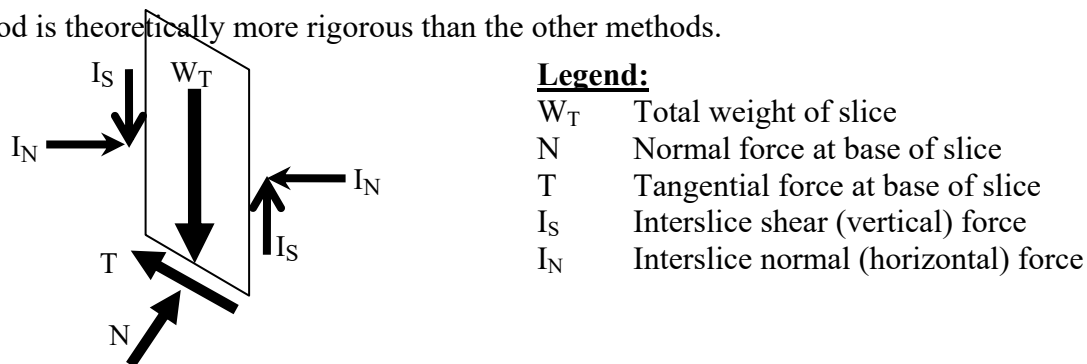 od is theoretically more rigorous than the other methods.
I_S W_T
I_N
I_N
I_S
T
N
Legend:
W_T Total weight of slice
N Normal force at base of slice
T Tangential force at base of slice
I_S Interslice shear (vertical) force
I_N Interslice normal (horizontal) force